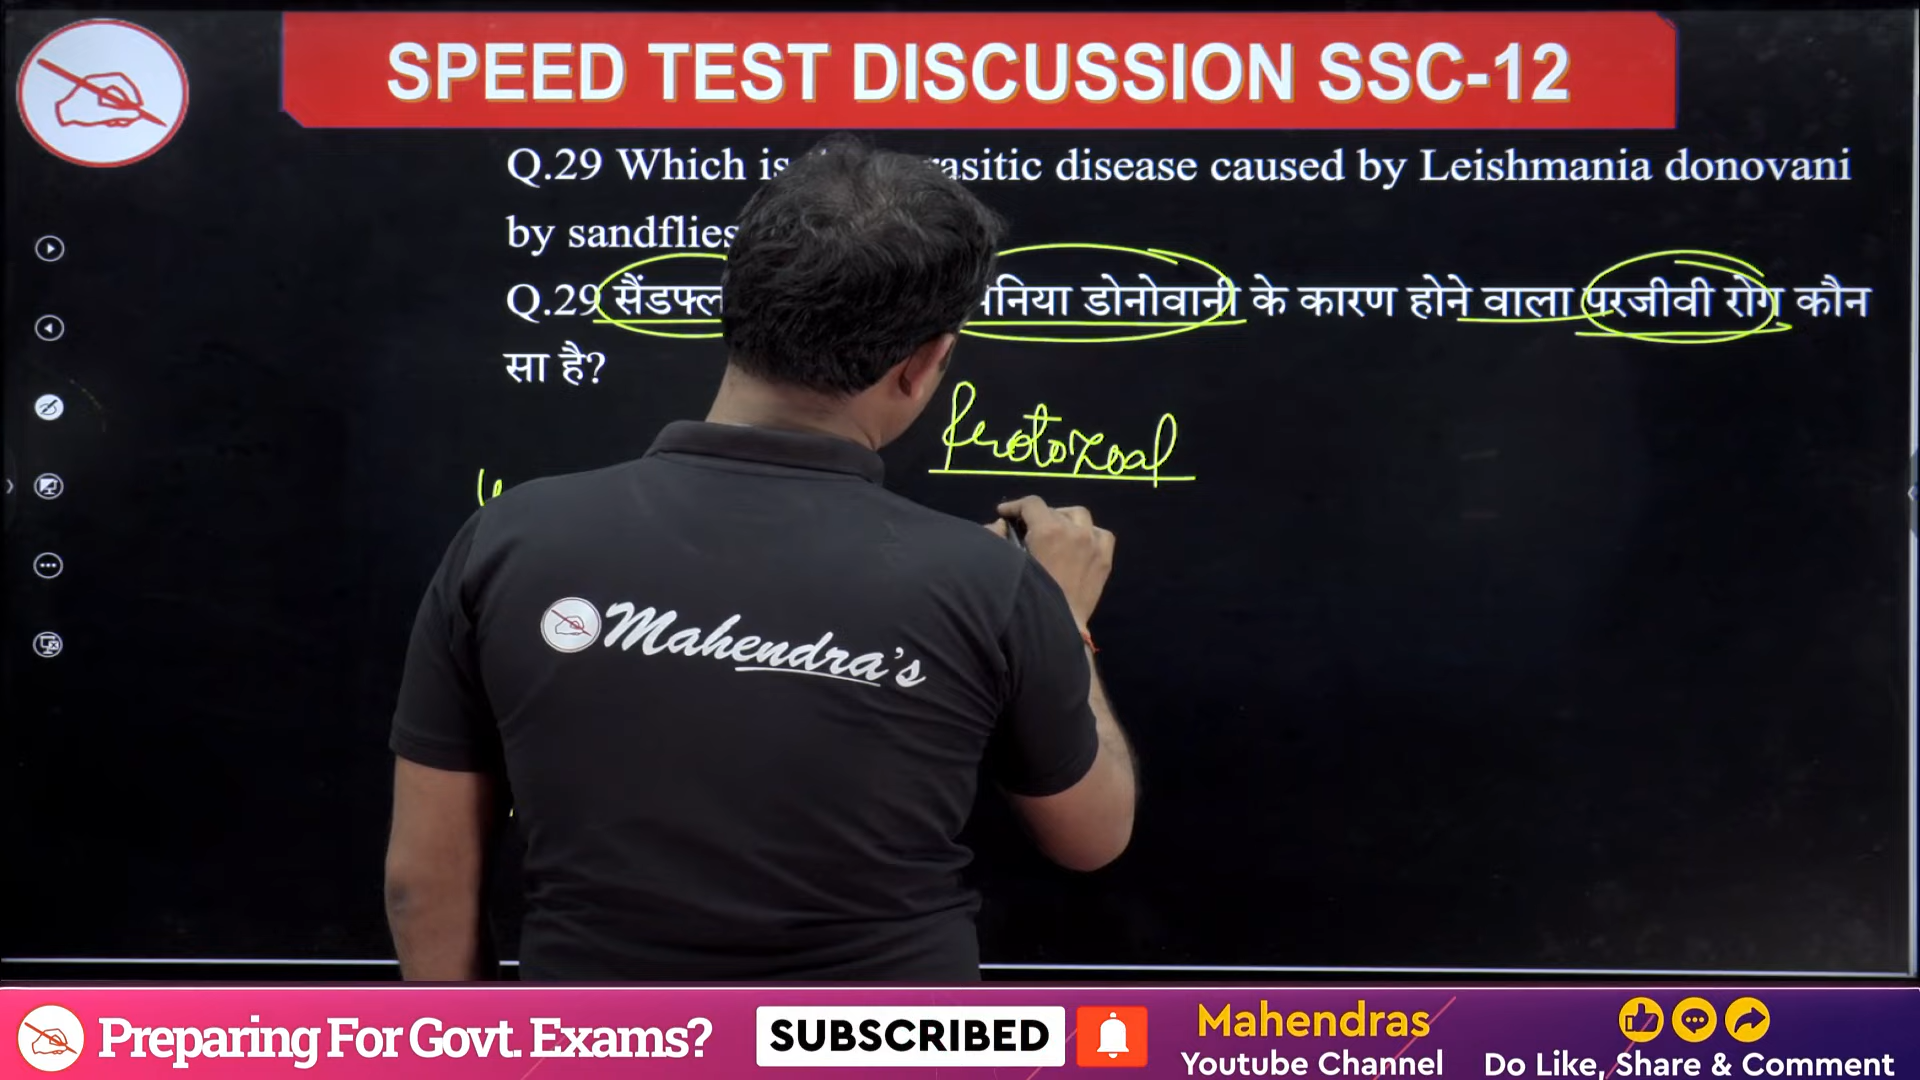 SPEED TEST DISCUSSION SSC-12
Q.29 Which is asitic disease caused by Leishmania donovani
by sandflies
Q.29 सैंडफ्ल निया डोनोवानी के कारण होने वाला परजीवी रोग कौन
सा है?
Protozoal
Mahendra's
Preparing For Govt. Exams?
SUBSCRIBED
Mahendras
Youtube Channel
Do Like, Share & Comment